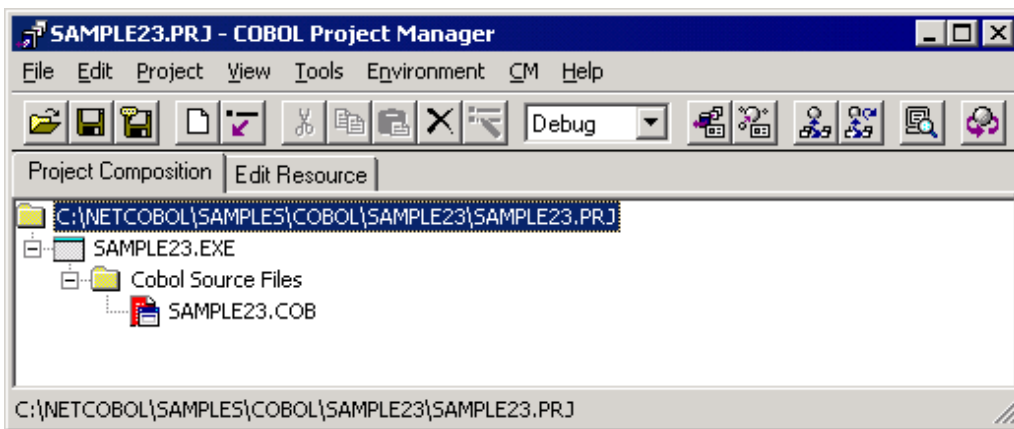 SAMPLE23.PRJ - COBOL Project Manager
File Edit Project View Tools Environment CM Help
Debug
Project Composition Edit Resource
C:\NETCOBOL\SAMPLES\COBOL\SAMPLE23\SAMPLE23.PRJ
SAMPLE23.EXE
Cobol Source Files
SAMPLE23.COB
C:\NETCOBOL\SAMPLES\COBOL\SAMPLE23\SAMPLE23.PRJ